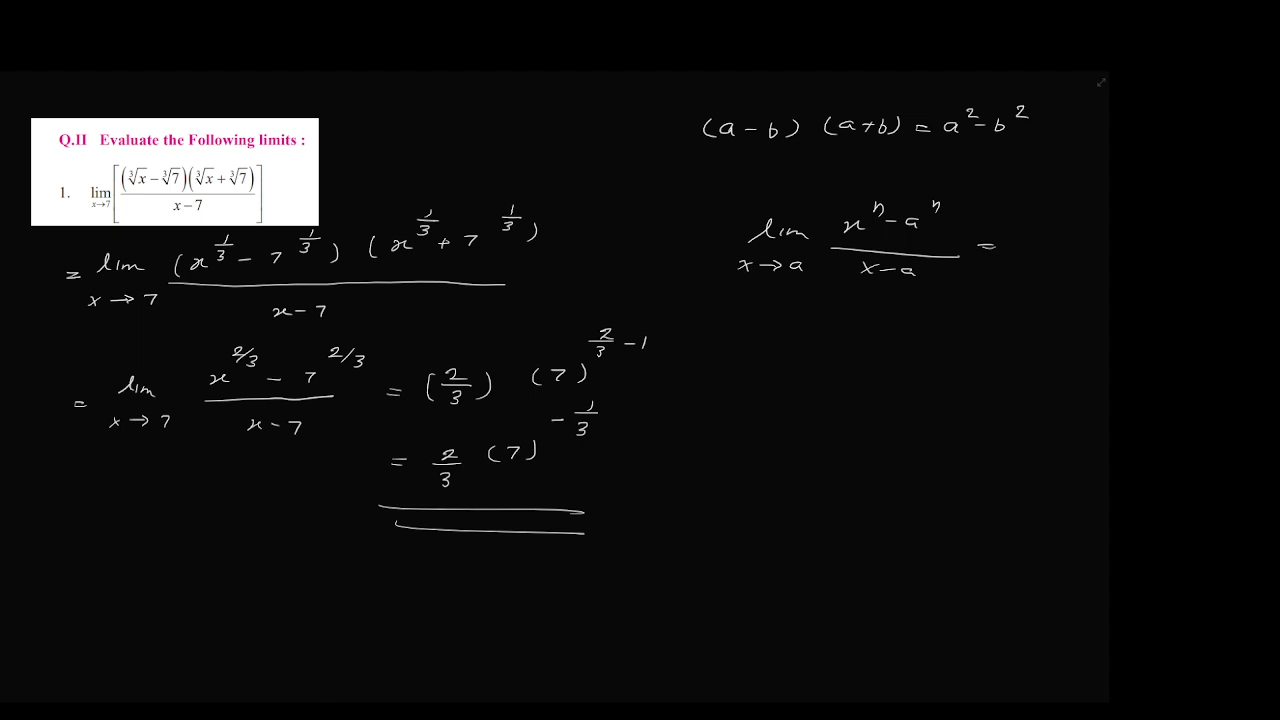 Q.II Evaluate the Following limits :
1. lim x→7 [ (∛x − ∛7)(∛x + ∛7) / x − 7 ]
= lim x→7 (x^(1/3) − 7^(1/3)) (x^(1/3) + 7^(1/3)) / x − 7
= lim x→7 x^(2/3) − 7^(2/3) / x − 7 = (2/3) (7)^(2/3 − 1)
= 2/3 (7)^(−1/3)
(a − b) (a + b) = a² − b²
lim x→a x^n − a^n / x − a =